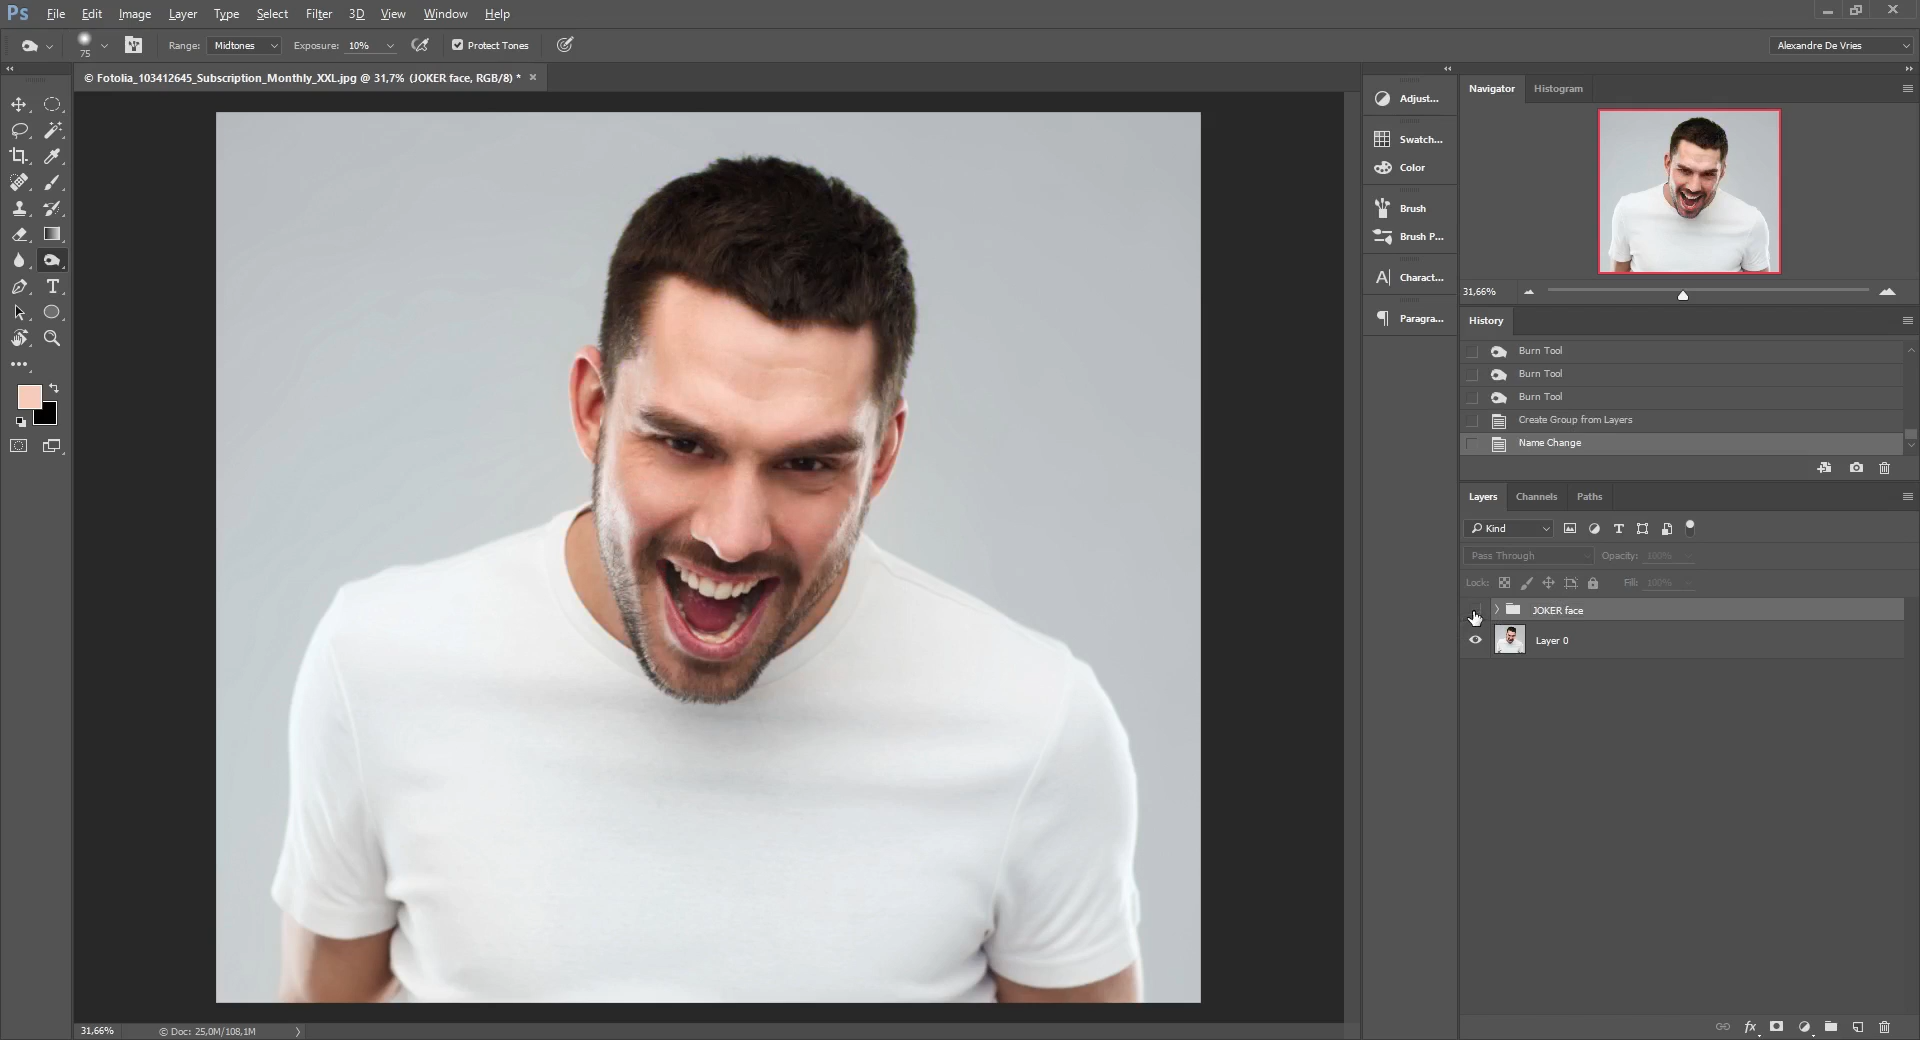 Ps File Edit Image Layer Type Select Filter 3D View Window Help
75 Range: Midtones Exposure: 10% Protect Tones Alexandre De Vries
© Fotolia_103412645_Subscription_Monthly_XXL.jpg @ 31,7% (JOKER face, RGB/8) * ×
Adjust...
Swatch...
Color
Brush
Brush P...
Charact...
Paragra...
Navigator Histogram
31,66%
History
Burn Tool
Burn Tool
Burn Tool
Create Group from Layers
Name Change
Layers Channels Paths
Kind
Pass Through Opacity: 100%
Lock: Fill: 100%
JOKER face
Layer 0
fx
31,66% © Doc: 25,0M/108,1M